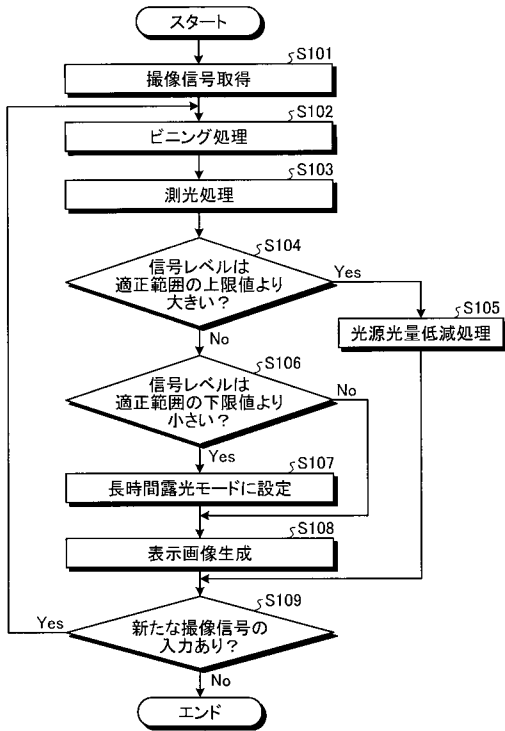 スタート
S101
撮像信号取得
S102
ビニング処理
S103
測光処理
S104
信号レベルは
適正範囲の上限値より
大きい？
Yes
No
S105
光源光量低減処理
S106
信号レベルは
適正範囲の下限値より
小さい？
No
Yes
S107
長時間露光モードに設定
S108
表示画像生成
S109
新たな撮像信号の
入力あり？
Yes
No
エンド